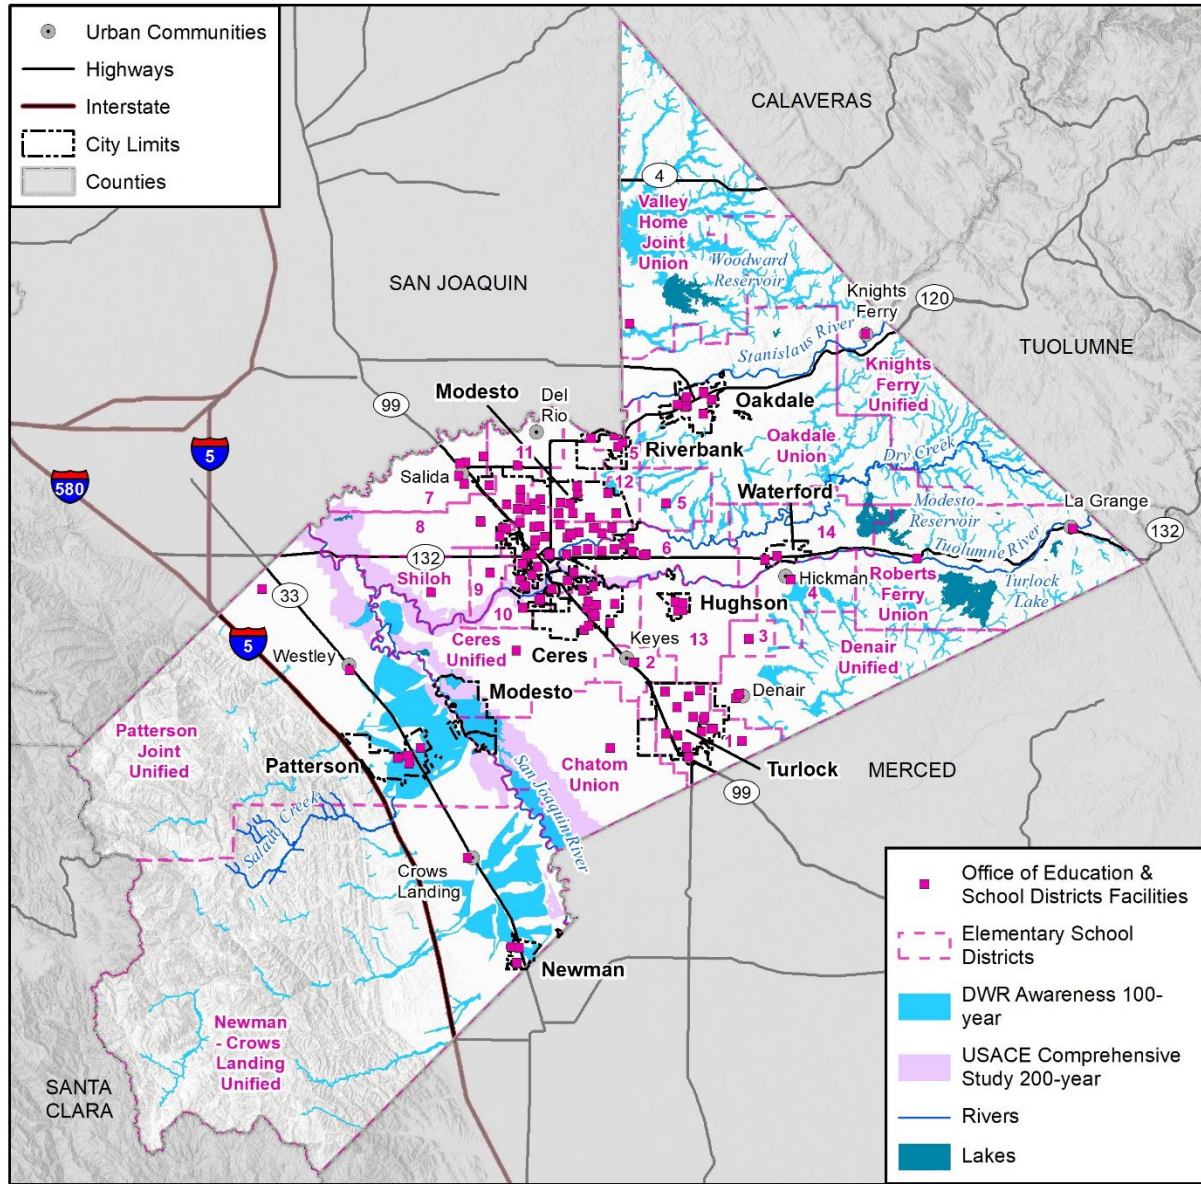 Urban Communities
Highways
Interstate
City Limits
Counties
CALAVERAS
4
Valley
Home
Joint
Union
Woodward
Reservoir
SAN JOAQUIN
Knights
Ferry
120
Stanislaus River
TUOLUMNE
Knights
Ferry
Unified
Modesto
Del
Rio
99
Oakdale
Oakdale
Union
Riverbank
5
Dry Creek
5
580
11
Salida
7
12
5
Waterford
Modesto
Reservoir
La Grange
8
14
132
132
6
Tuolumne River
Shiloh
9
Hickman
4
Roberts
Ferry
Union
Turlock
Lake
33
10
Hughson
Ceres
Unified
Ceres
Keyes
13
3
Denair
Unified
5
Westley
2
Modesto
Denair
Patterson
Joint
Unified
Patterson
San Joaquin River
Chatom
Union
Turlock
MERCED
99
Salado Creek
Crows
Landing
Newman
Newman
- Crows
Landing
Unified
SANTA
CLARA
Office of Education &
School Districts Facilities
Elementary School
Districts
DWR Awareness 100-
year
USACE Comprehensive
Study 200-year
Rivers
Lakes